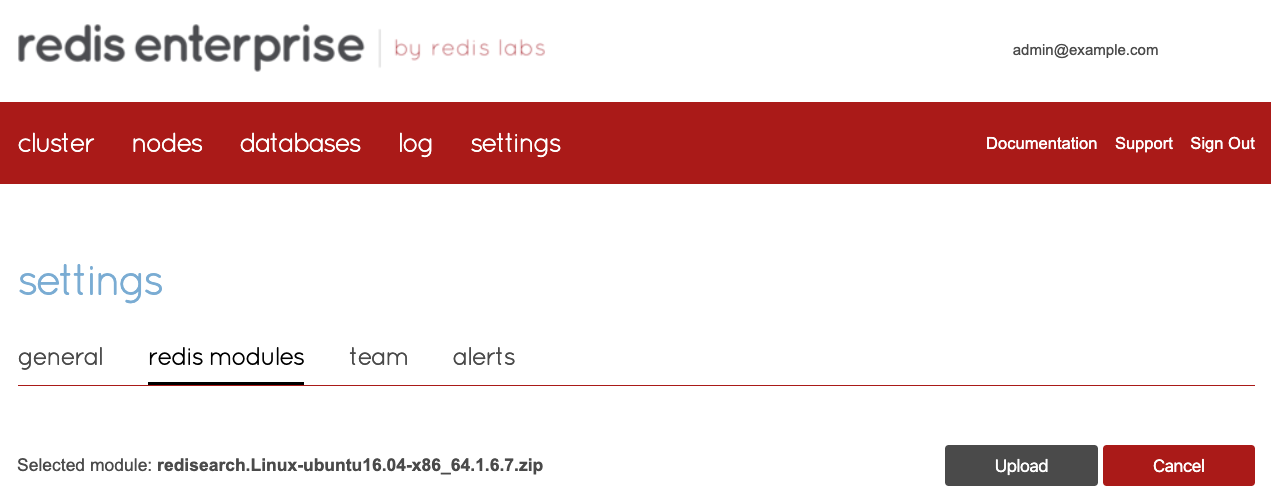 redis enterprise | by redis labs admin@example.com
cluster nodes databases log settings Documentation Support Sign Out
settings
general redis modules team alerts
Selected module: redisearch.Linux-ubuntu16.04-x86_64.1.6.7.zip Upload Cancel